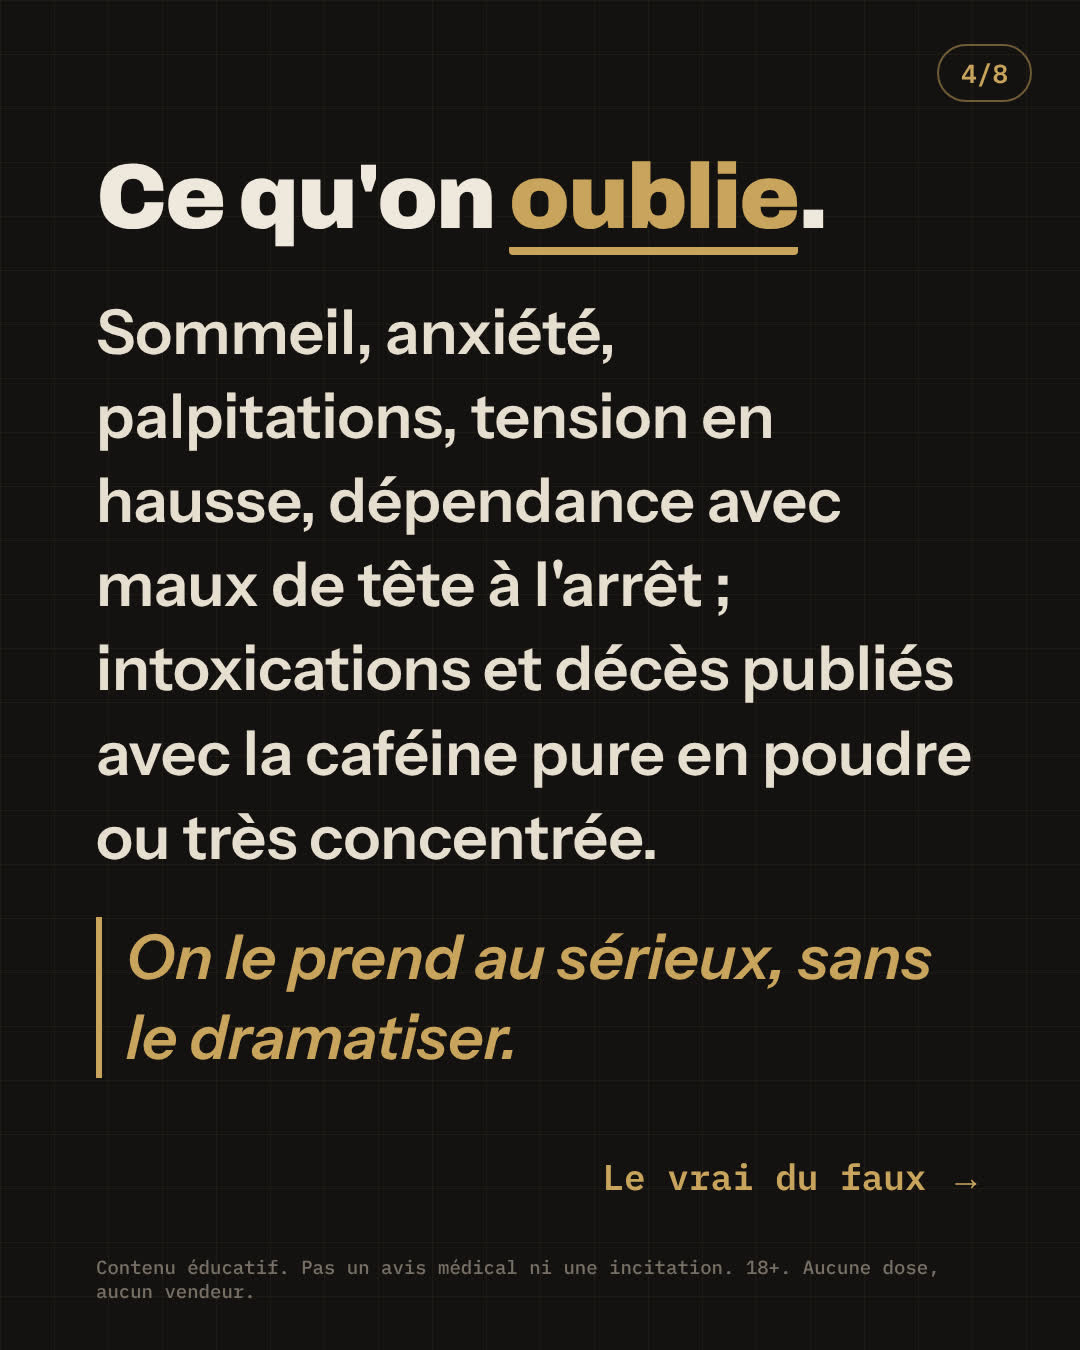 4/8
Ce qu'on oublie.
Sommeil, anxiété,
palpitations, tension en
hausse, dépendance avec
maux de tête à l'arrêt ;
intoxications et décès publiés
avec la caféine pure en poudre
ou très concentrée.
On le prend au sérieux, sans
le dramatiser.
Le vrai du faux →
Contenu éducatif. Pas un avis médical ni une incitation. 18+. Aucune dose,
aucun vendeur.